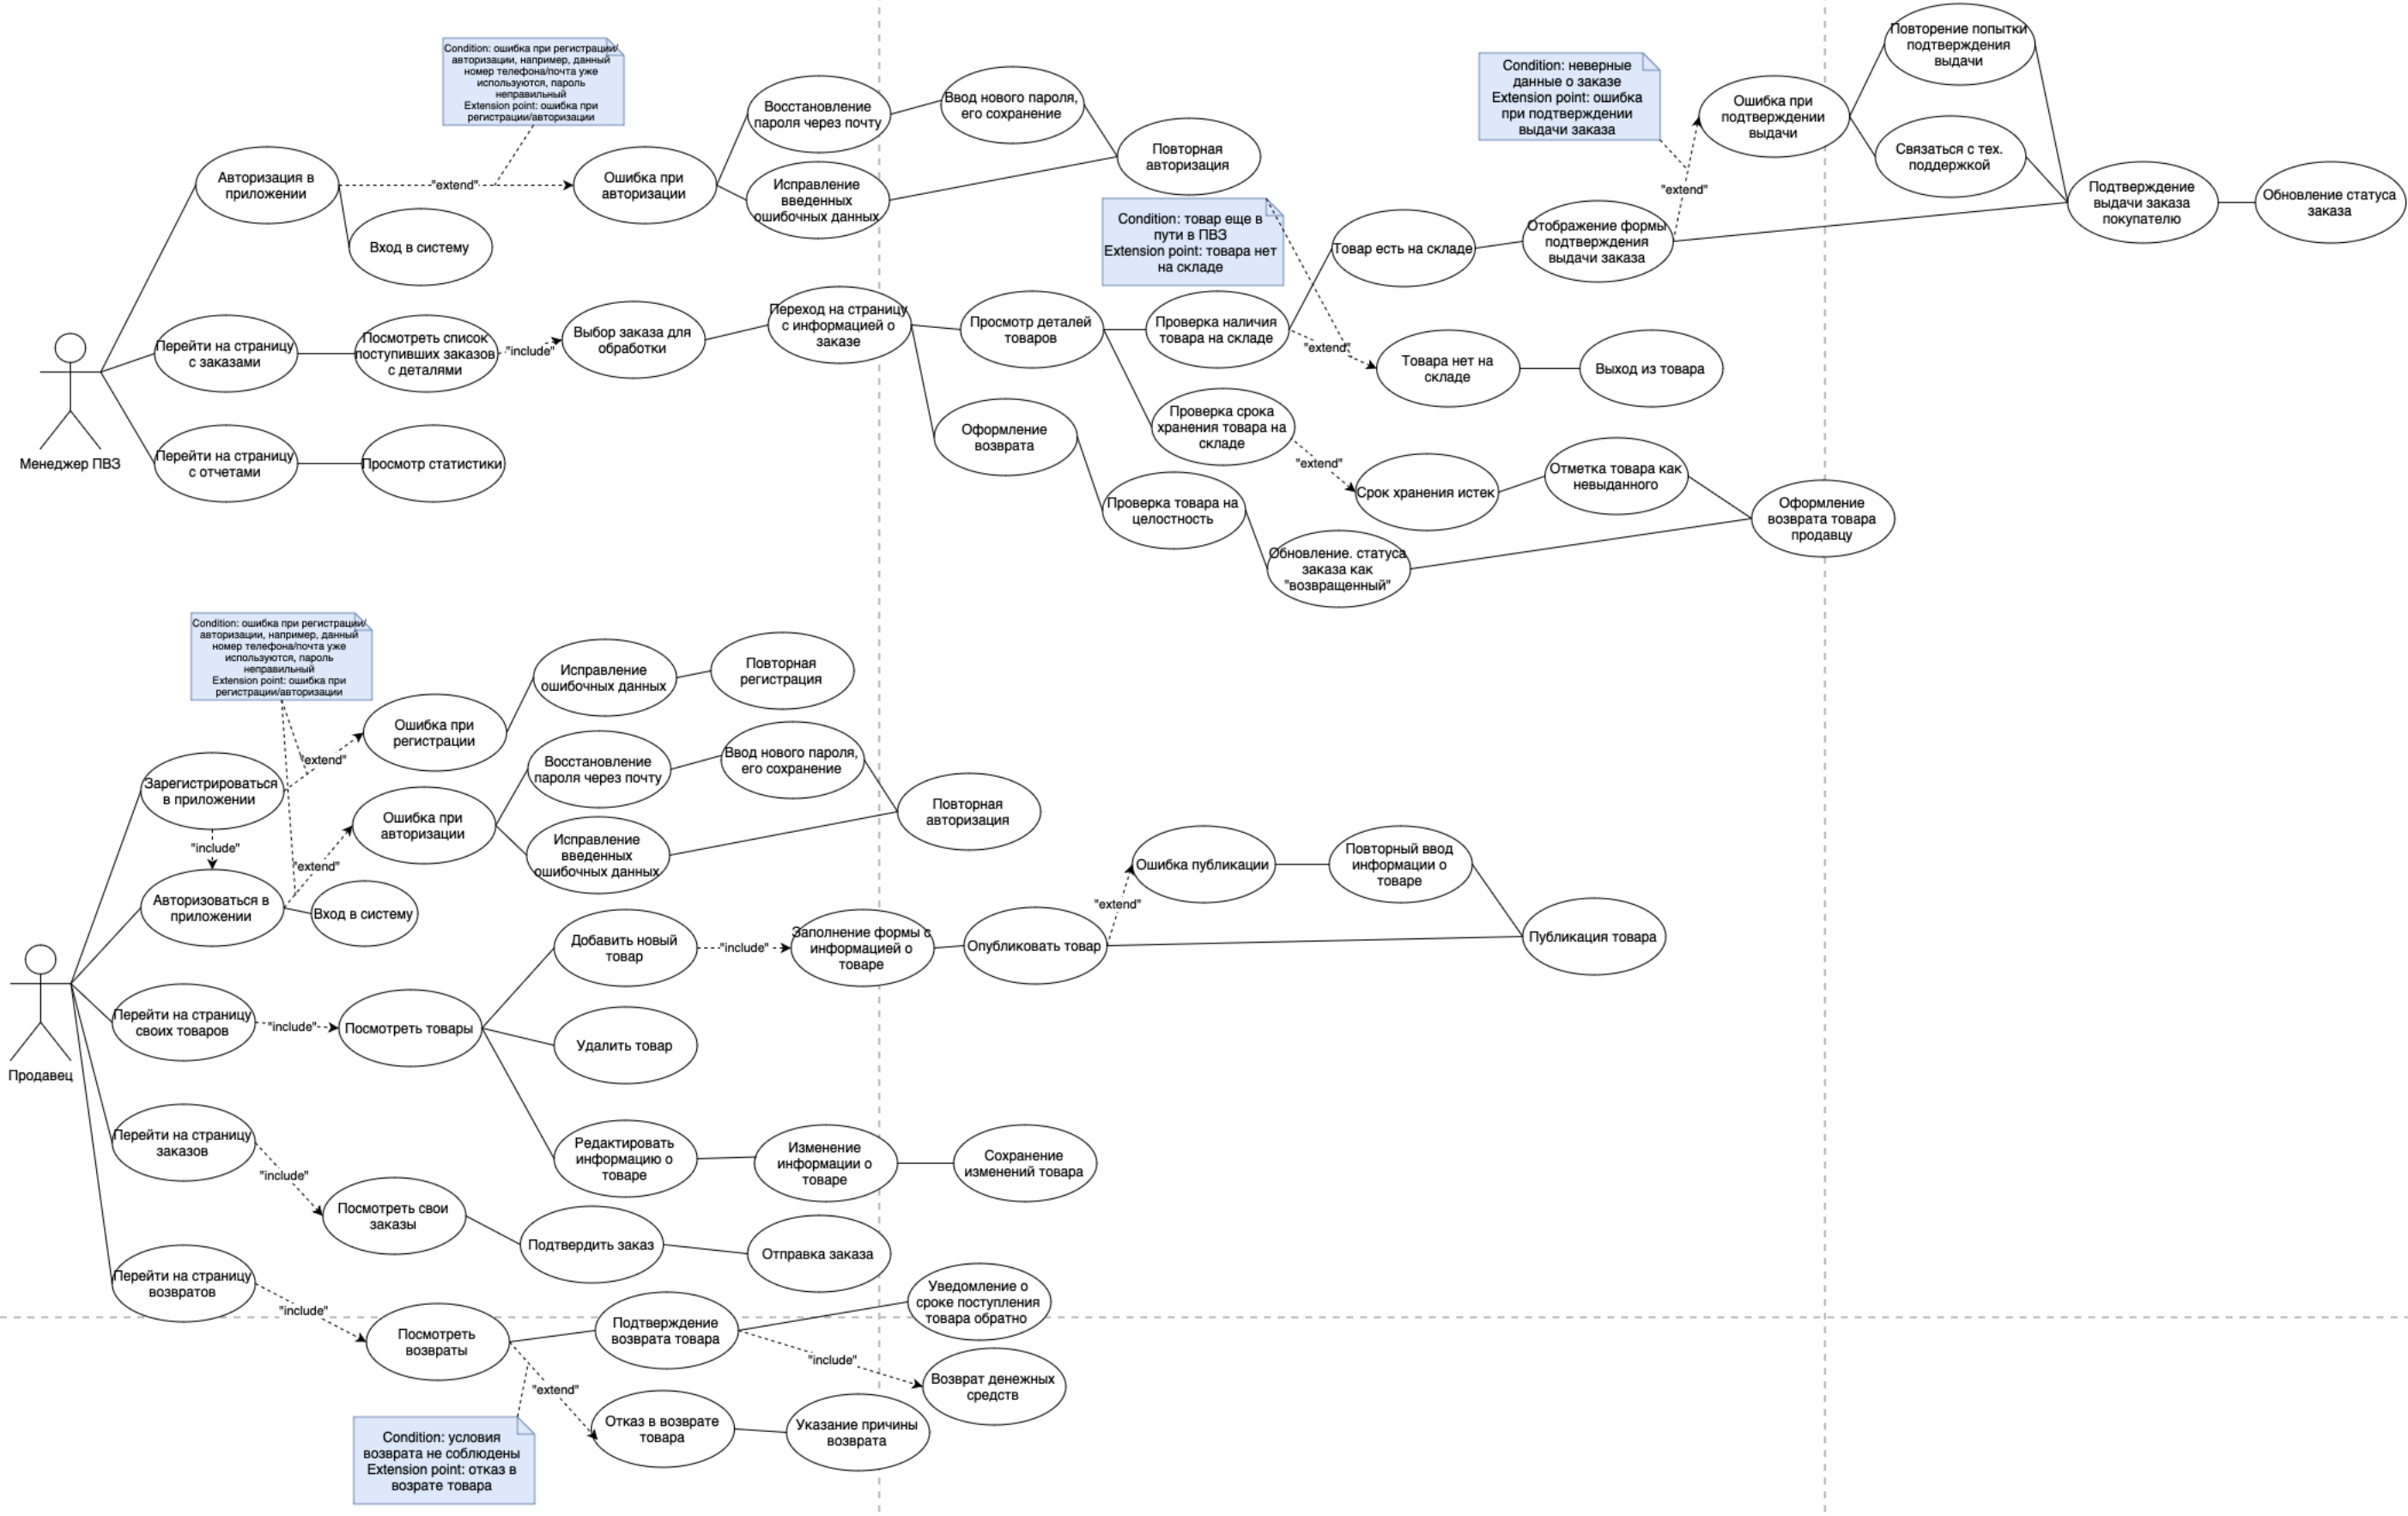 Condition: ошибка при регистрации/
авторизации, например, данный
номер телефона/почта уже
используются, пароль
неправильный
Extension point: ошибка при
регистрации/авторизации
Авторизация в
приложении
"extend"
Вход в систему
Ошибка при
авторизации
Восстановление
пароля через почту
Исправление
введенных
ошибочных данных
Ввод нового пароля,
его сохранение
Повторная
авторизация
Condition: неверные
данные о заказе
Extension point: ошибка
при подтверждении
выдачи заказа
Ошибка при
подтверждении
выдачи
Повторение попытки
подтверждения
выдачи
Связаться с тех.
поддержкой
"extend"
Подтверждение
выдачи заказа
покупателю
Обновление статуса
заказа
Condition: товар еще в
пути в ПВЗ
Extension point: товара нет
на складе
Товар есть на складе
Отображение формы
подтверждения
выдачи заказа
Менеджер ПВЗ
Перейти на страницу
с заказами
Посмотреть список
поступивших заказов
с деталями
"include"
Выбор заказа для
обработки
Переход на страницу
с информацией о
заказе
Просмотр деталей
товаров
Проверка наличия
товара на складе
"extend"
Товара нет на
складе
Выход из товара
Перейти на страницу
с отчетами
Просмотр статистики
Оформление
возврата
Проверка срока
хранения товара на
складе
"extend"
Срок хранения истек
Отметка товара как
невыданного
Оформление
возврата товара
продавцу
Проверка товара на
целостность
Обновление. статуса
заказа как
"возвращенный"
Condition: ошибка при регистрации/
авторизации, например, данный
номер телефона/почта уже
используются, пароль
неправильный
Extension point: ошибка при
регистрации/авторизации
Зарегистрироваться
в приложении
"extend"
Ошибка при
регистрации
Исправление
ошибочных данных
Повторная
регистрация
"include"
Авторизоваться в
приложении
"extend"
Вход в систему
Ошибка при
авторизации
Восстановление
пароля через почту
Ввод нового пароля,
его сохранение
Исправление
введенных
ошибочных данных
Повторная
авторизация
Продавец
Перейти на страницу
своих товаров
"include"
Посмотреть товары
Добавить новый
товар
"include"
Заполнение формы с
информацией о
товаре
Опубликовать товар
"extend"
Ошибка публикации
Повторный ввод
информации о
товаре
Публикация товара
Удалить товар
Редактировать
информацию о
товаре
Изменение
информации о
товаре
Сохранение
изменений товара
Перейти на страницу
заказов
"include"
Посмотреть свои
заказы
Подтвердить заказ
Отправка заказа
Перейти на страницу
возвратов
"include"
Посмотреть
возвраты
Подтверждение
возврата товара
Уведомление о
сроке поступления
товара обратно
"include"
Возврат денежных
средств
"extend"
Отказ в возврате
товара
Указание причины
возврата
Condition: условия
возврата не соблюдены
Extension point: отказ в
возрате товара